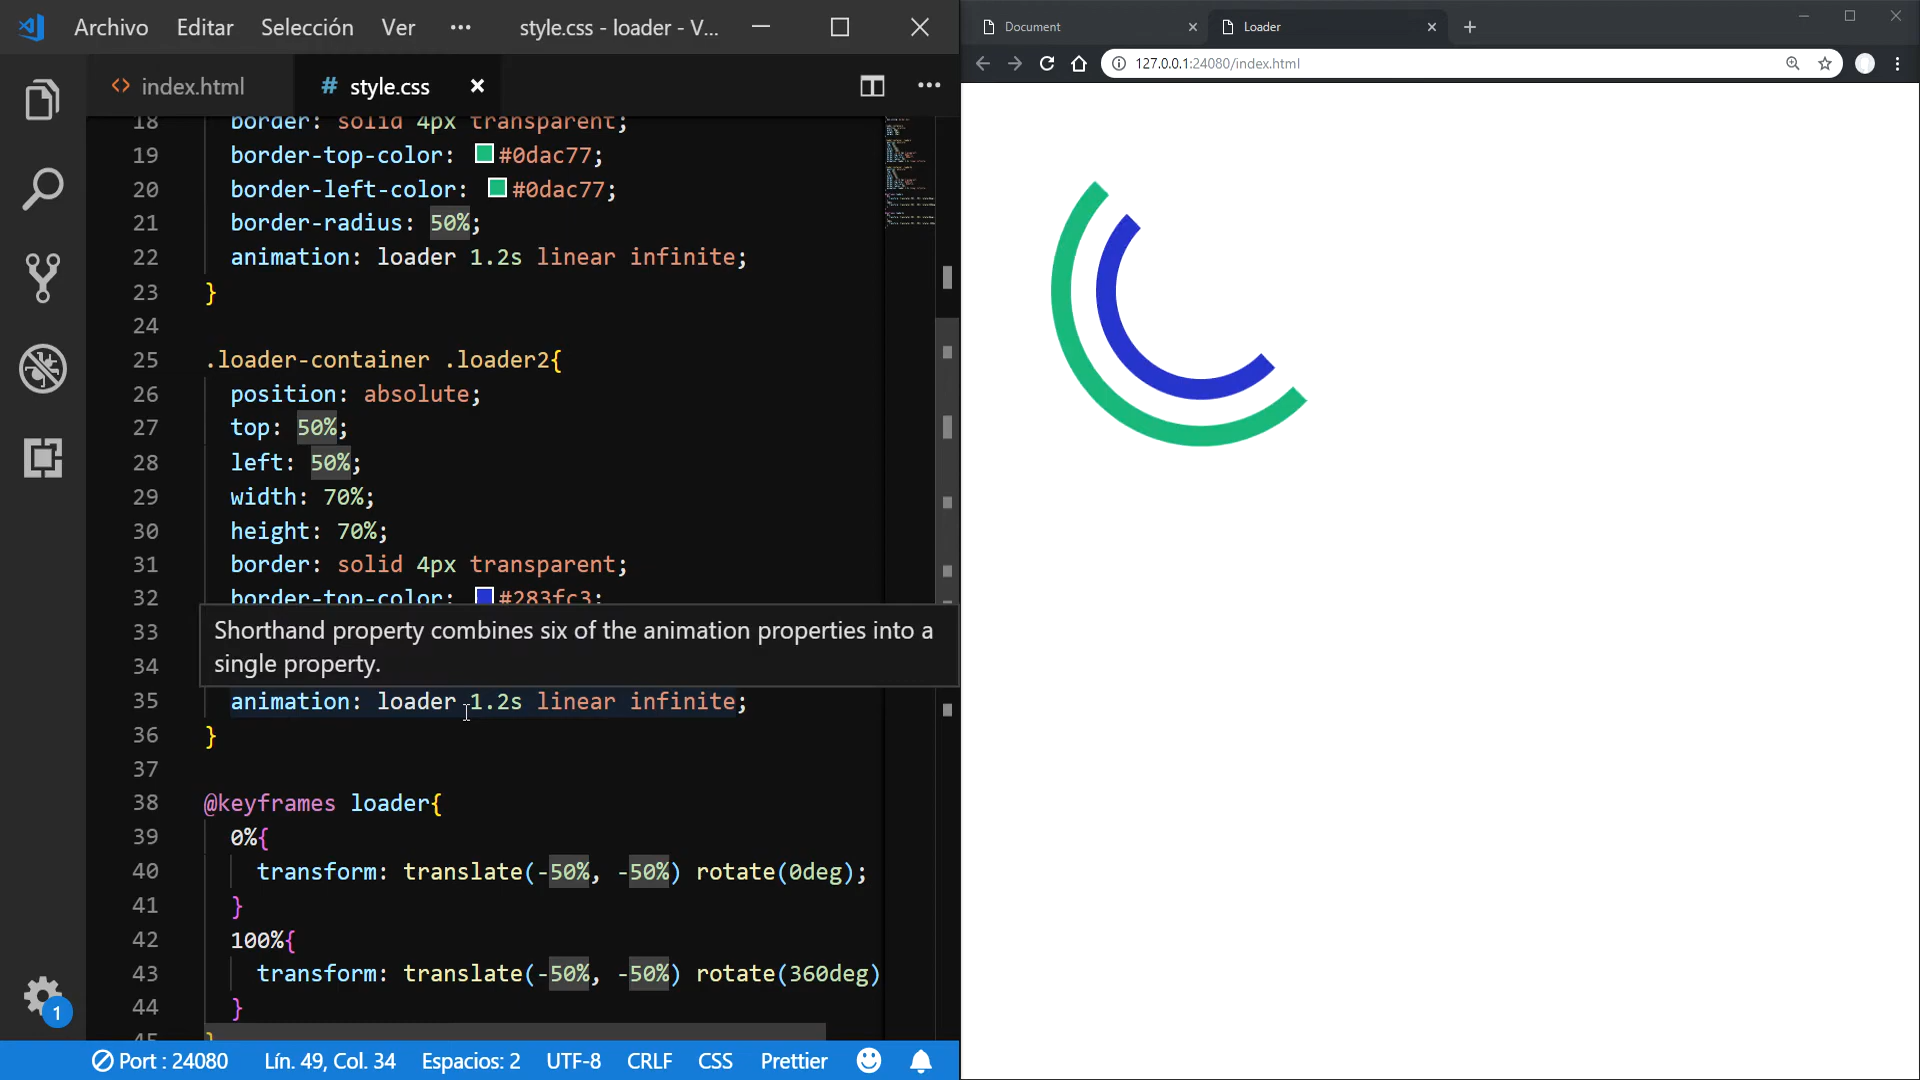 Archivo Editar Selección Ver ··· style.css - loader - V...
index.html # style.css
18 border: solid 4px transparent;
19 border-top-color: #0dac77;
20 border-left-color: #0dac77;
21 border-radius: 50%;
22 animation: loader 1.2s linear infinite;
23 }
24
25 .loader-container .loader2{
26 position: absolute;
27 top: 50%;
28 left: 50%;
29 width: 70%;
30 height: 70%;
31 border: solid 4px transparent;
32 border-top-color: #283fc3;
33
Shorthand property combines six of the animation properties into a
34
single property.
35 animation: loader 1.2s linear infinite;
36 }
37
38 @keyframes loader{
39 0%{
40 transform: translate(-50%, -50%) rotate(0deg);
41 }
42 100%{
43 transform: translate(-50%, -50%) rotate(360deg)
44 }
45 }
1
Port : 24080 Lín. 49, Col. 34 Espacios: 2 UTF-8 CRLF CSS Prettier
Document Loader
127.0.0.1:24080/index.html